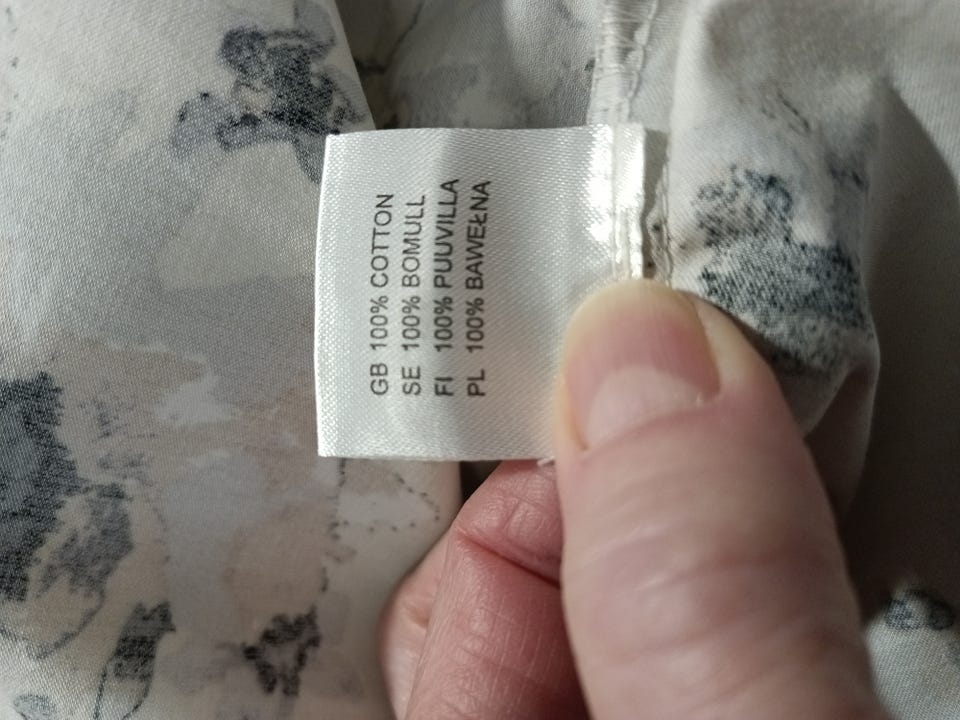 GB 100% COTTON
SE 100% BOMULL
FI 100% PUUVILLA
PL 100% BAWEŁNA